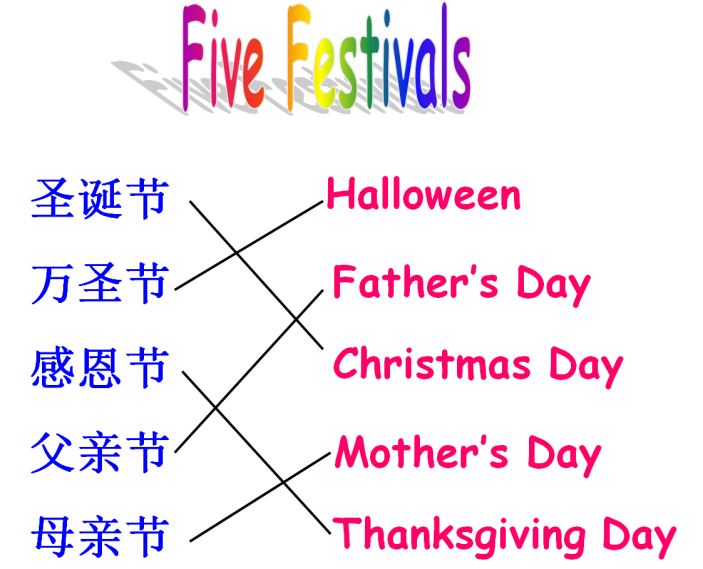 Five Festivals
圣诞节 Halloween
万圣节 Father's Day
感恩节 Christmas Day
父亲节 Mother's Day
母亲节 Thanksgiving Day